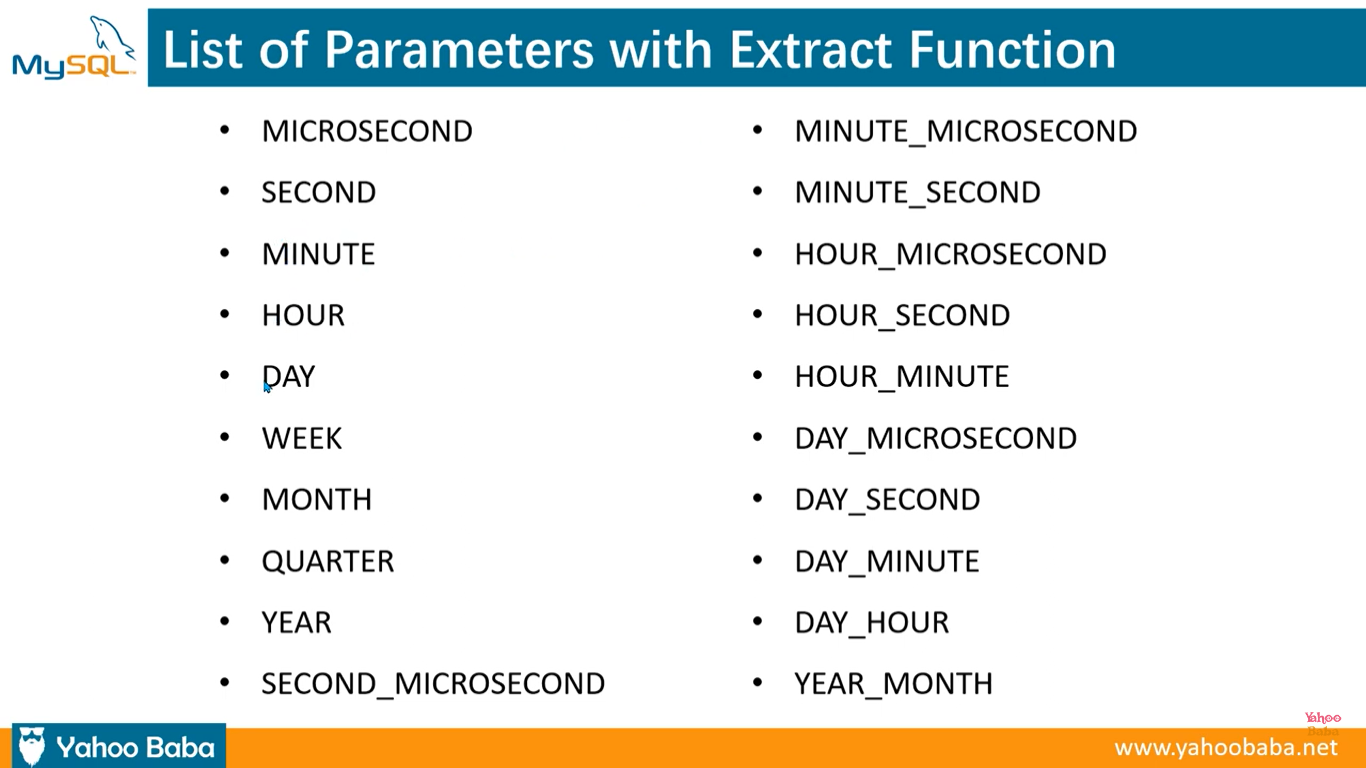 MySQL
List of Parameters with Extract Function
• MICROSECOND
• SECOND
• MINUTE
• HOUR
• DAY
• WEEK
• MONTH
• QUARTER
• YEAR
• SECOND_MICROSECOND
• MINUTE_MICROSECOND
• MINUTE_SECOND
• HOUR_MICROSECOND
• HOUR_SECOND
• HOUR_MINUTE
• DAY_MICROSECOND
• DAY_SECOND
• DAY_MINUTE
• DAY_HOUR
• YEAR_MONTH
Yahoo
Baba
Yahoo Baba
www.yahoobaba.net